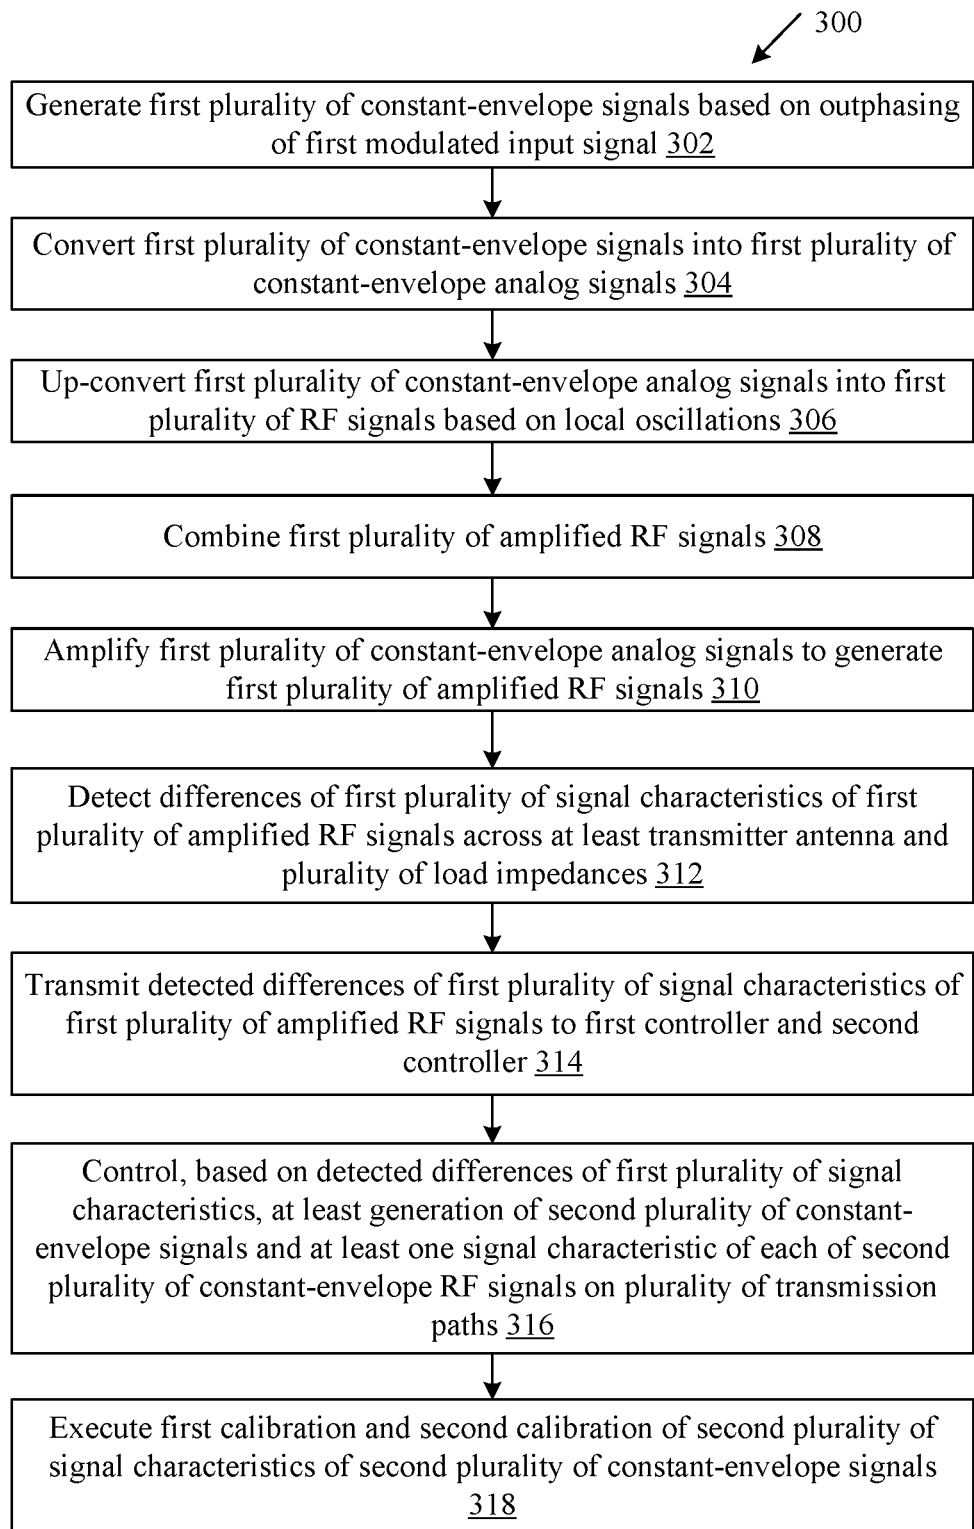 300
Generate first plurality of constant-envelope signals based on outphasing
of first modulated input signal 302
Convert first plurality of constant-envelope signals into first plurality of
constant-envelope analog signals 304
Up-convert first plurality of constant-envelope analog signals into first
plurality of RF signals based on local oscillations 306
Combine first plurality of amplified RF signals 308
Amplify first plurality of constant-envelope analog signals to generate
first plurality of amplified RF signals 310
Detect differences of first plurality of signal characteristics of first
plurality of amplified RF signals across at least transmitter antenna and
plurality of load impedances 312
Transmit detected differences of first plurality of signal characteristics of
first plurality of amplified RF signals to first controller and second
controller 314
Control, based on detected differences of first plurality of signal
characteristics, at least generation of second plurality of constant-
envelope signals and at least one signal characteristic of each of second
plurality of constant-envelope RF signals on plurality of transmission
paths 316
Execute first calibration and second calibration of second plurality of
signal characteristics of second plurality of constant-envelope signals
318